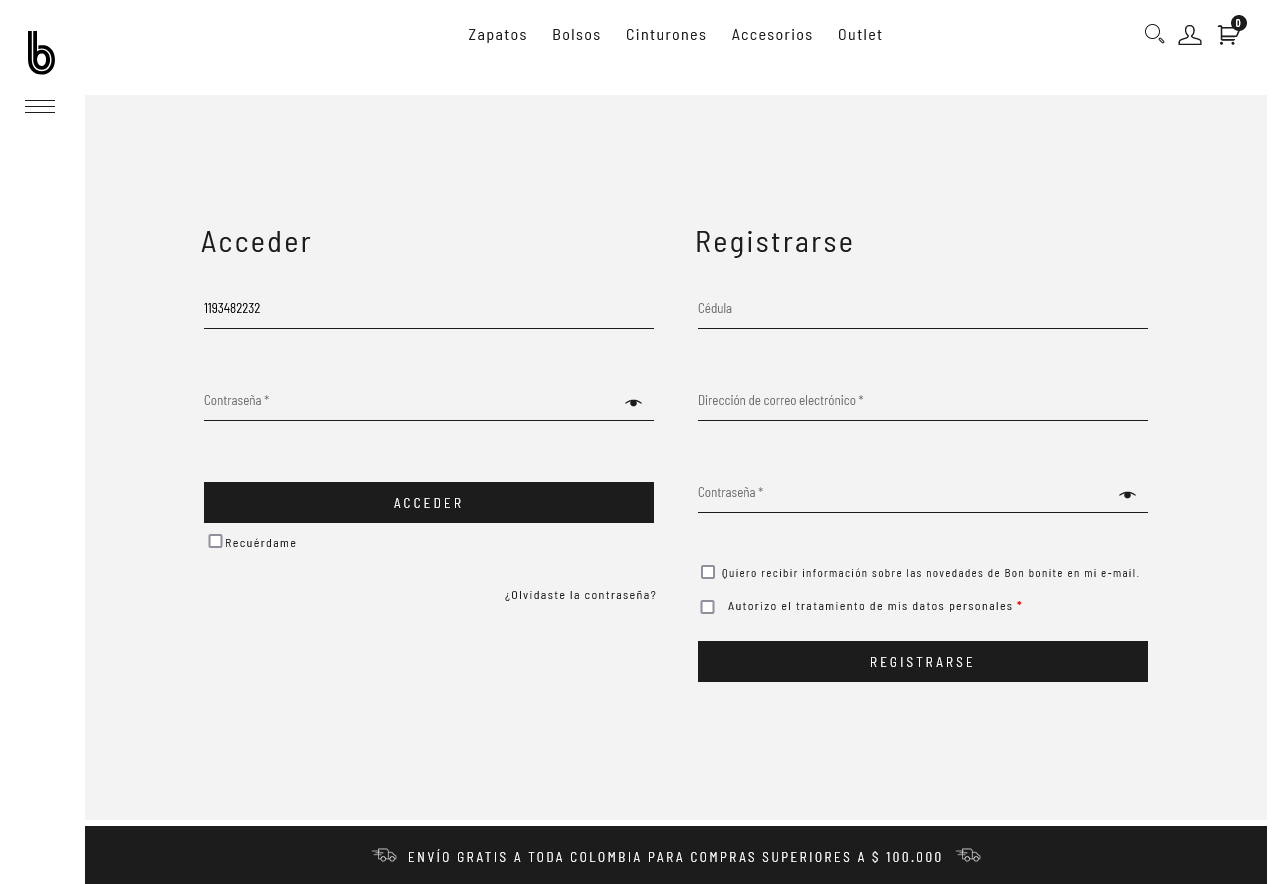 b
Zapatos Bolsos Cinturones Accesorios Outlet
0
Acceder
1193482232
Contraseña *
ACCEDER
Recuérdame
¿Olvidaste la contraseña?
Registrarse
Cédula
Dirección de correo electrónico *
Contraseña *
Quiero recibir información sobre las novedades de Bon bonite en mi e-mail.
Autorizo el tratamiento de mis datos personales *
REGISTRARSE
ENVÍO GRATIS A TODA COLOMBIA PARA COMPRAS SUPERIORES A $ 100.000